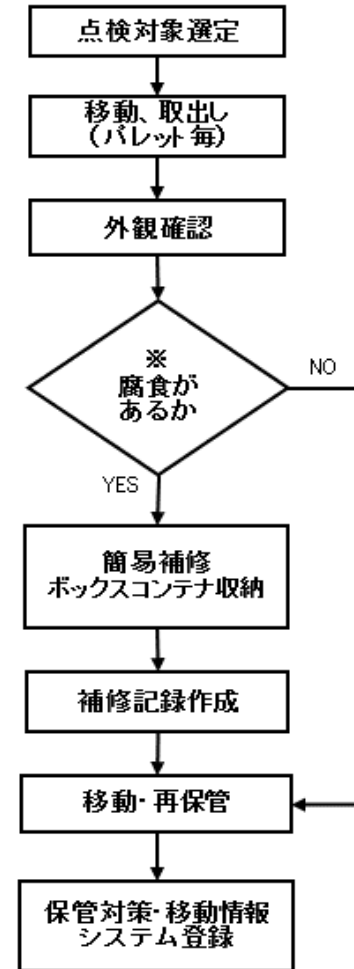 点検対象選定
移動、取出し
（パレット毎）
外観確認
※
腐食が
あるか
NO
YES
簡易補修
ボックスコンテナ収納
補修記録作成
移動・再保管
保管対策・移動情報
システム登録